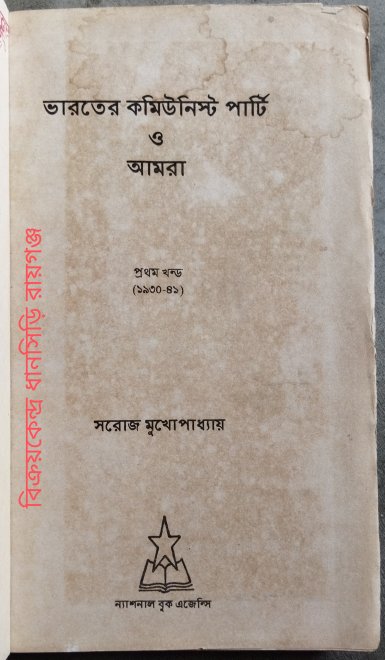 ভারতের কমিউনিস্ট পার্টি
ও
আমরা
প্রথম খন্ড
(১৯৩০-৪১)
সরোজ মুখোপাধ্যায়
ন্যাশনাল বুক এজেন্সি
বিক্রয়কেন্দ্র ধানসিড়ি রায়গঞ্জ